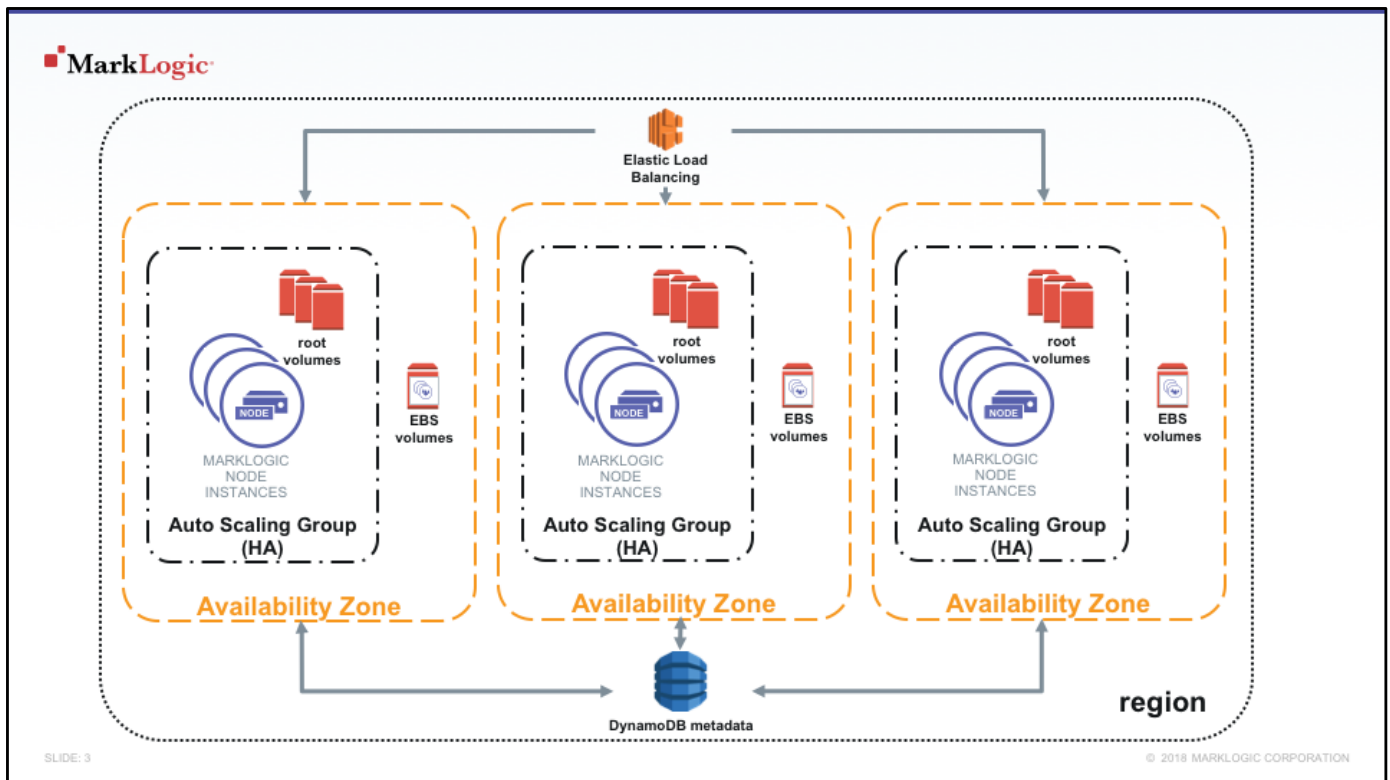 MarkLogic
Elastic Load
Balancing
root
volumes
NODE
EBS
volumes
MARKLOGIC
NODE
INSTANCES
Auto Scaling Group
(HA)
Availability Zone
root
volumes
NODE
EBS
volumes
MARKLOGIC
NODE
INSTANCES
Auto Scaling Group
(HA)
Availability Zone
root
volumes
NODE
EBS
volumes
MARKLOGIC
NODE
INSTANCES
Auto Scaling Group
(HA)
Availability Zone
DynamoDB metadata
region
SLIDE: 3
© 2018 MARKLOGIC CORPORATION